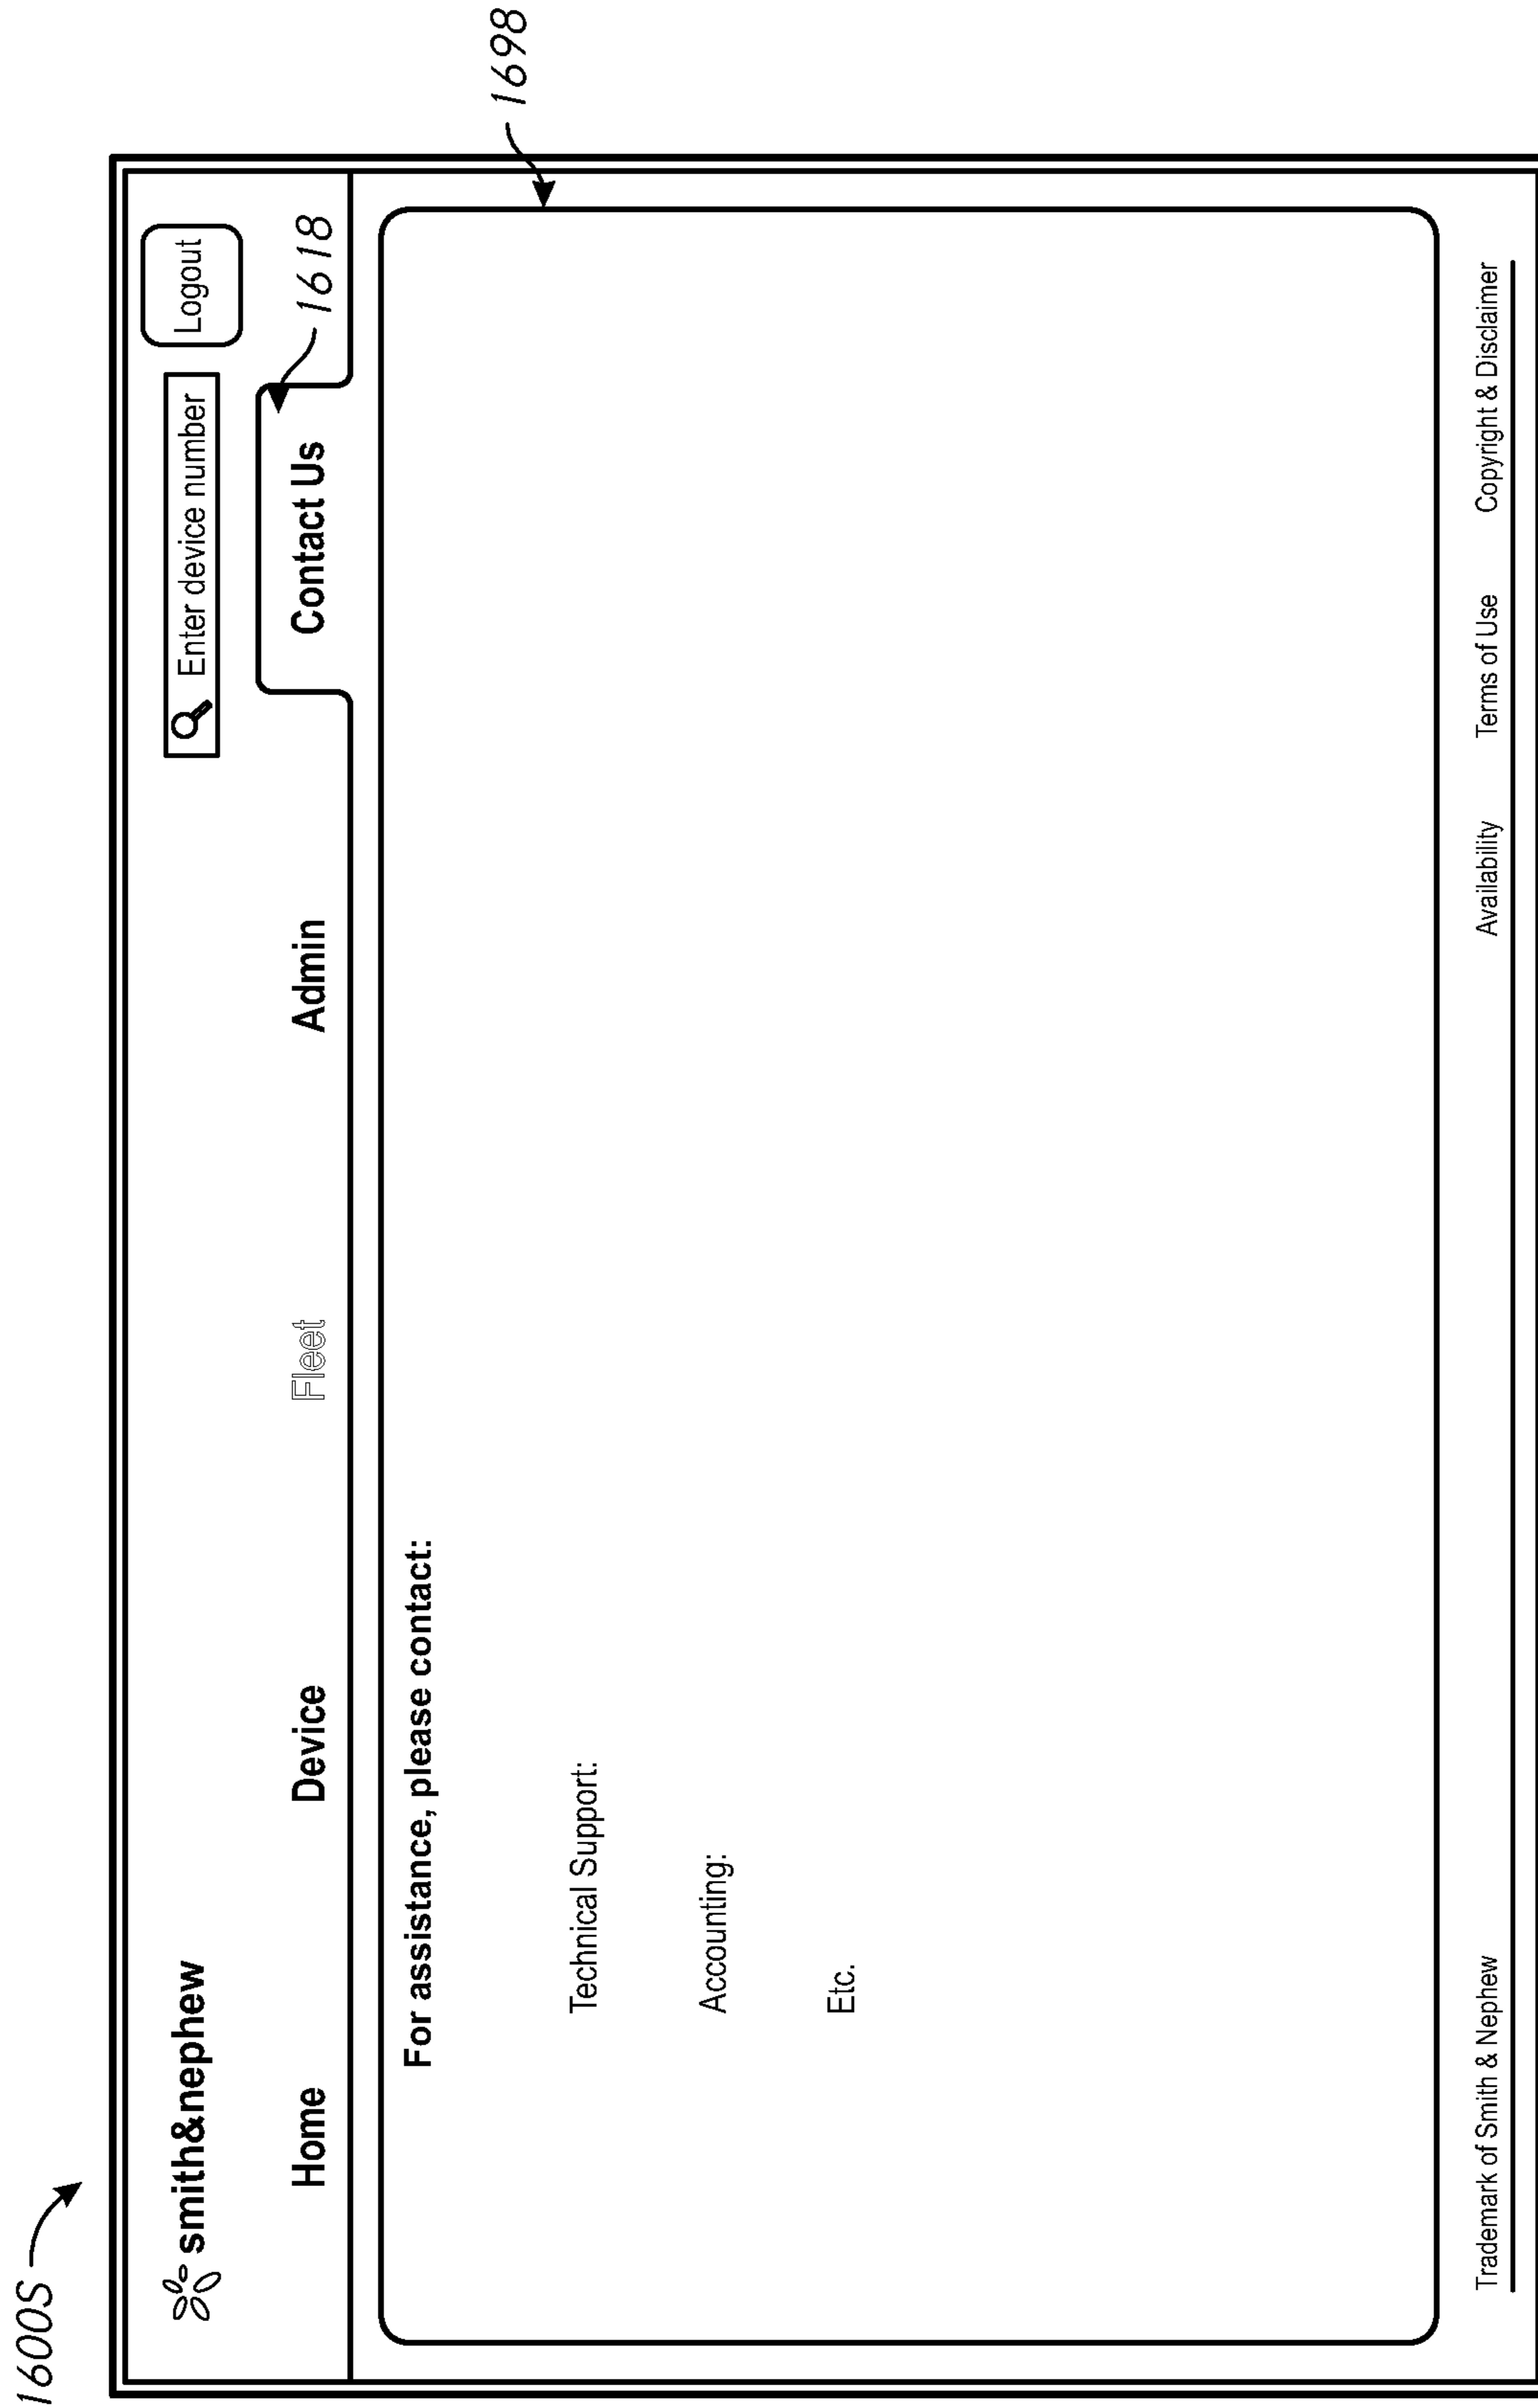 1600S
smith&nephew
Enter device number
Logout
Home Device Fleet Admin Contact Us
1618
For assistance, please contact:
1698
Technical Support:
Accounting:
Etc.
Trademark of Smith & Nephew Availability Terms of Use Copyright & Disclaimer